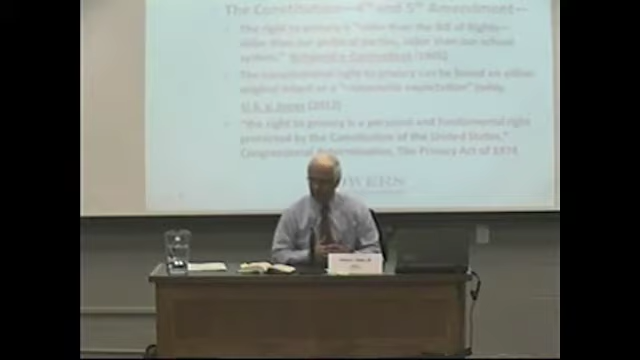 The Constitution—4th and 5th Amendment—
The right to privacy is "older than the Bill of Rights—
older than our political parties, older than our school
system." Griswold v. Connecticut (1965)
The constitutional right to privacy can be found on either
original intent or a "reasonable expectation"
U.S. v. Jones (2012)
"the right to privacy is a personal and fundamental right
protected by the Constitution of the United States."
Congressional Determination, The Privacy Act of 1974
OWERS